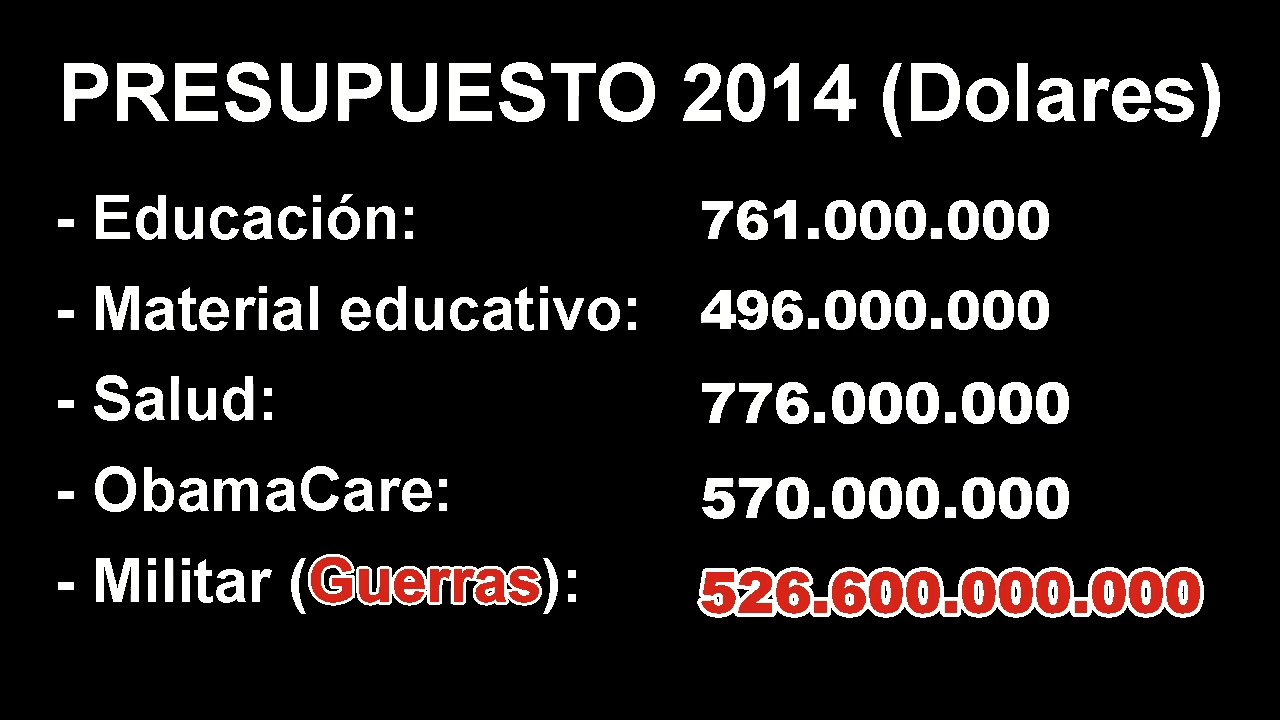 PRESUPUESTO 2014 (Dolares)
- Educación: 761.000.000
- Material educativo: 496.000.000
- Salud: 776.000.000
- ObamaCare: 570.000.000
- Militar (Guerras): 526.600.000.000